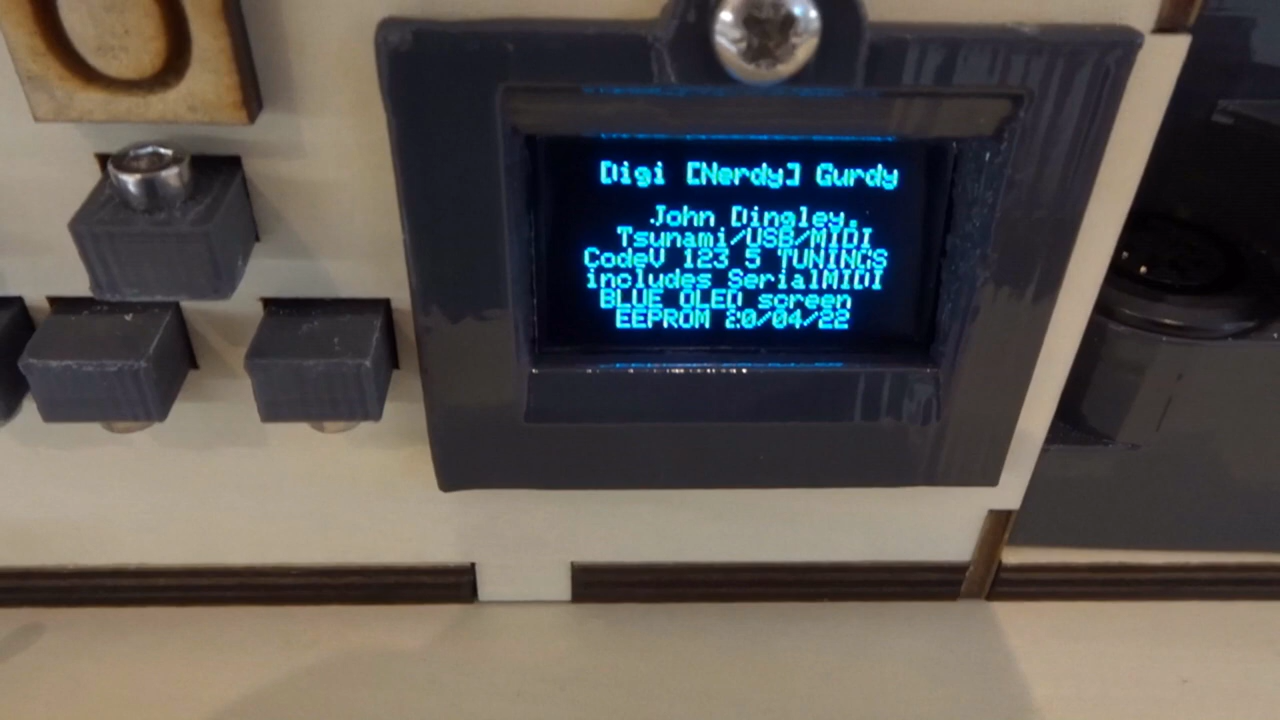 Digi [Nerdy] Gurdy
John Dingley.
Tsunami/USB/MIDI
CodeV 123 5 TUNINGS
includes SerialMIDI
BLUE OLED screen
EEPROM 20/04/22